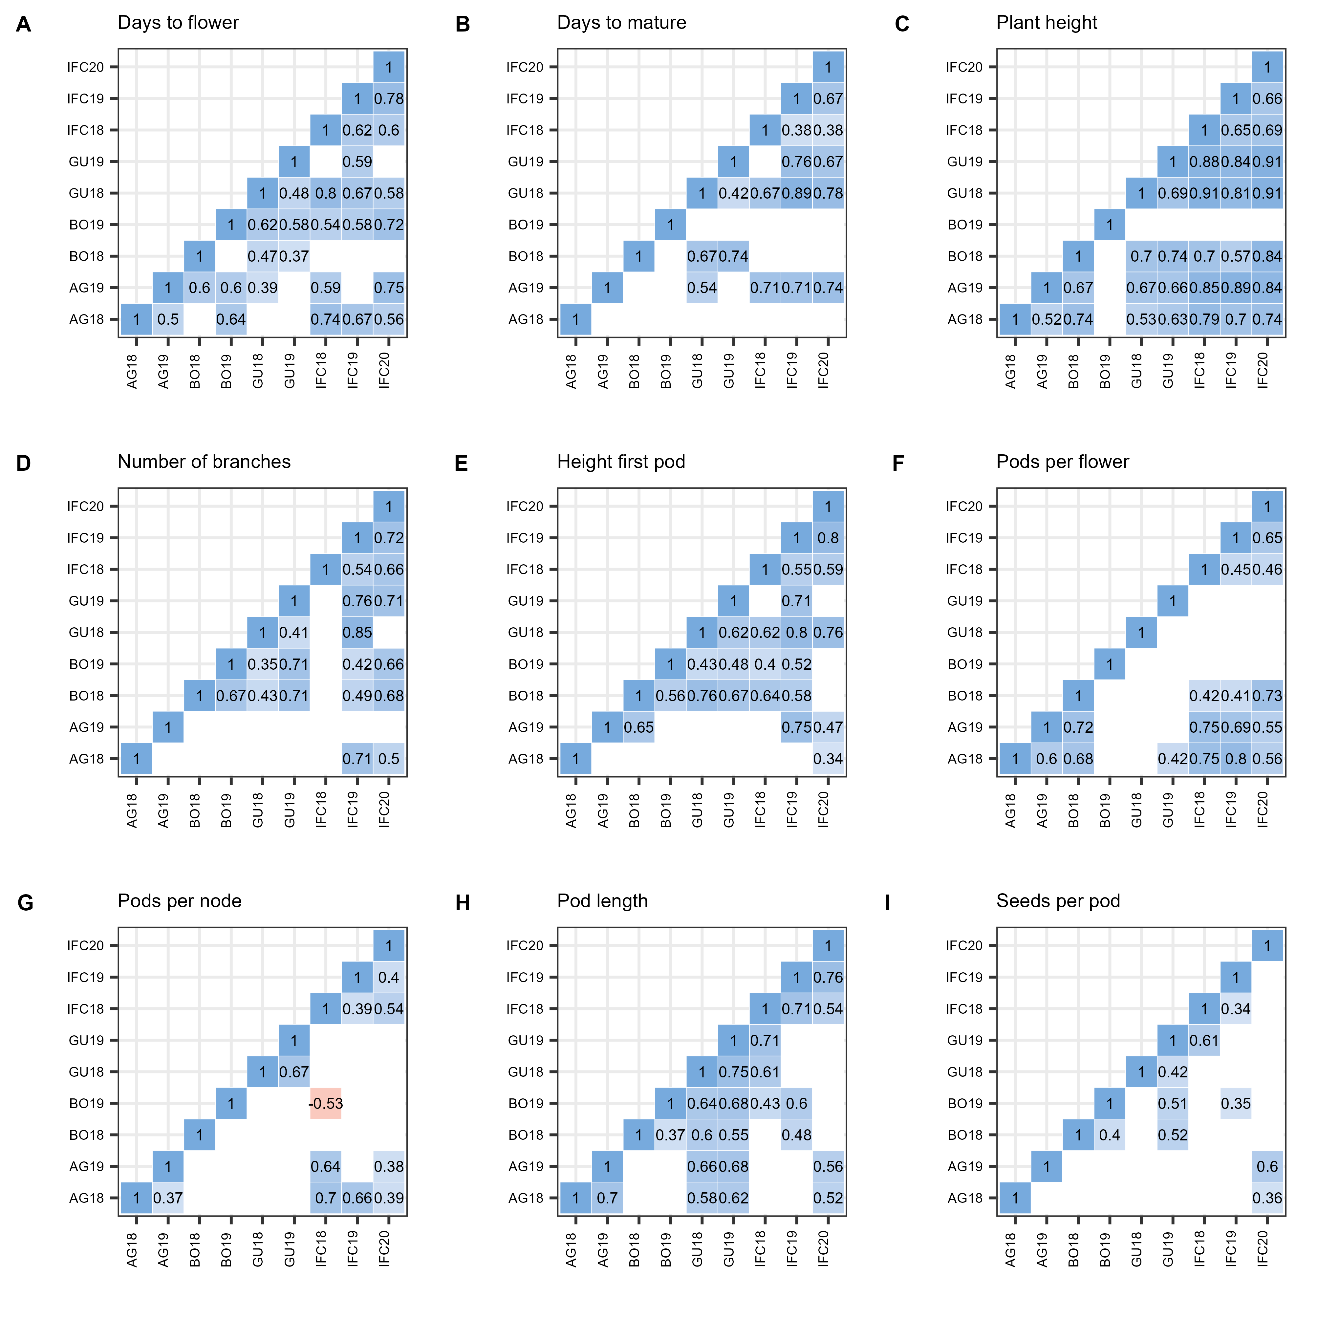 A Days to flower
IFC20 1
IFC19 1 0.78
IFC18 1 0.62 0.6
GU19 1 0.59
GU18 1 0.48 0.8 0.67 0.58
BO19 1 0.62 0.58 0.54 0.58 0.72
BO18 1 0.47 0.37
AG19 1 0.6 0.6 0.39 0.59 0.75
AG18 1 0.5 0.64 0.74 0.67 0.56
AG18 AG19 BO18 BO19 GU18 GU19 IFC18 IFC19 IFC20
B Days to mature
IFC20 1
IFC19 1 0.67
IFC18 1 0.38 0.38
GU19 1 0.76 0.67
GU18 1 0.42 0.67 0.89 0.78
BO19 1
BO18 1 0.67 0.74
AG19 1 0.54 0.71 0.71 0.74
AG18 1
AG18 AG19 BO18 BO19 GU18 GU19 IFC18 IFC19 IFC20
C Plant height
IFC20 1
IFC19 1 0.66
IFC18 1 0.65 0.69
GU19 1 0.88 0.84 0.91
GU18 1 0.69 0.91 0.81 0.91
BO19 1
BO18 1 0.7 0.74 0.7 0.57 0.84
AG19 1 0.67 0.67 0.66 0.85 0.89 0.84
AG18 1 0.52 0.74 0.53 0.63 0.79 0.7 0.74
AG18 AG19 BO18 BO19 GU18 GU19 IFC18 IFC19 IFC20
D Number of branches
IFC20 1
IFC19 1 0.72
IFC18 1 0.54 0.66
GU19 1 0.76 0.71
GU18 1 0.41 0.85
BO19 1 0.35 0.71 0.42 0.66
BO18 1 0.67 0.43 0.71 0.49 0.68
AG19 1
AG18 1 0.71 0.5
AG18 AG19 BO18 BO19 GU18 GU19 IFC18 IFC19 IFC20
E Height first pod
IFC20 1
IFC19 1 0.8
IFC18 1 0.55 0.59
GU19 1 0.71
GU18 1 0.62 0.62 0.8 0.76
BO19 1 0.43 0.48 0.4 0.52
BO18 1 0.56 0.76 0.67 0.64 0.58
AG19 1 0.65 0.75 0.47
AG18 1 0.34
AG18 AG19 BO18 BO19 GU18 GU19 IFC18 IFC19 IFC20
F Pods per flower
IFC20 1
IFC19 1 0.65
IFC18 1 0.45 0.46
GU19 1
GU18 1
BO19 1
BO18 1 0.42 0.41 0.73
AG19 1 0.72 0.75 0.69 0.55
AG18 1 0.6 0.68 0.42 0.75 0.8 0.56
AG18 AG19 BO18 BO19 GU18 GU19 IFC18 IFC19 IFC20
G Pods per node
IFC20 1
IFC19 1 0.4
IFC18 1 0.39 0.54
GU19 1
GU18 1 0.67
BO19 1 -0.53
BO18 1
AG19 1 0.64 0.38
AG18 1 0.37 0.7 0.66 0.39
AG18 AG19 BO18 BO19 GU18 GU19 IFC18 IFC19 IFC20
H Pod length
IFC20 1
IFC19 1 0.76
IFC18 1 0.71 0.54
GU19 1 0.71
GU18 1 0.75 0.61
BO19 1 0.64 0.68 0.43 0.6
BO18 1 0.37 0.6 0.55 0.48
AG19 1 0.66 0.68 0.56
AG18 1 0.7 0.58 0.62 0.52
AG18 AG19 BO18 BO19 GU18 GU19 IFC18 IFC19 IFC20
I Seeds per pod
IFC20 1
IFC19 1
IFC18 1 0.34
GU19 1 0.61
GU18 1 0.42
BO19 1 0.51 0.35
BO18 1 0.4 0.52
AG19 1 0.6
AG18 1 0.36
AG18 AG19 BO18 BO19 GU18 GU19 IFC18 IFC19 IFC20